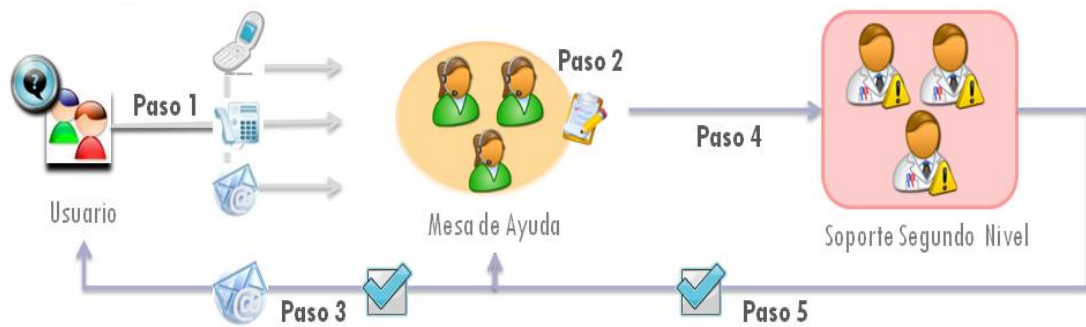 Paso 1
Paso 2
Paso 4
Usuario
Mesa de Ayuda
Soporte Segundo Nivel
Paso 3
Paso 5